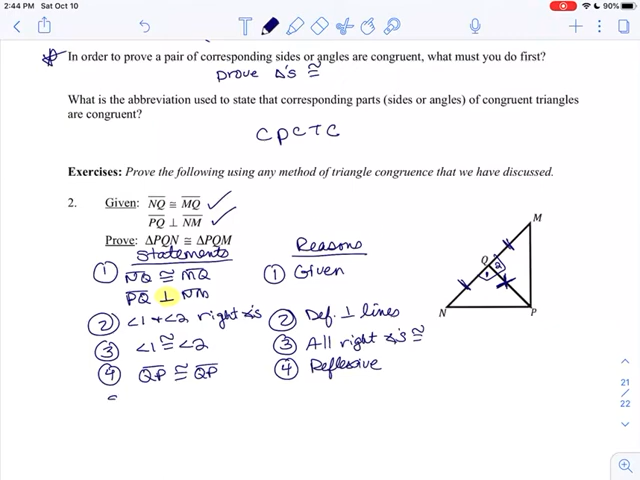 2:44 PM Sat Oct 10
90%
In order to prove a pair of corresponding sides or angles are congruent, what must you do first?
prove Δ's ≅
What is the abbreviation used to state that corresponding parts (sides or angles) of congruent triangles
are congruent?
CPCTC
Exercises: Prove the following using any method of triangle congruence that we have discussed.
2. Given: NQ ≅ MQ
PQ ⊥ NM
Prove: ΔPQN ≅ ΔPQM
Statements Reasons
① NQ ≅ MQ ① Given
PQ ⊥ NM
② ∠1 + ∠2 right ∠'s ② Def. ⊥ lines
③ ∠1 ≅ ∠2 ③ All right ∠'s ≅
④ QP ≅ QP ④ Reflexive
M
Q
1 2
N P
21
/
22